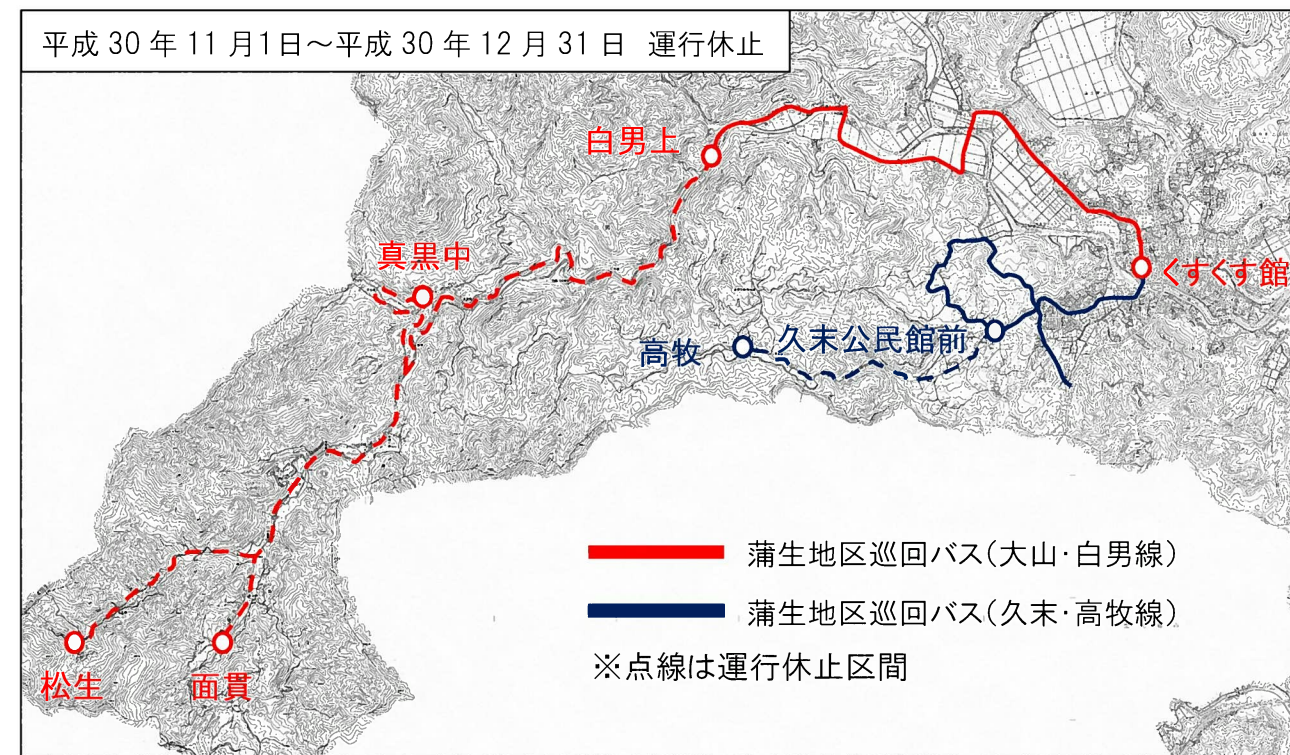 平成 30 年 11 月1日～平成 30 年 12 月 31 日 運行休止
白男上
真黒中
くすくす館
久末公民館前
高牧
蒲生地区巡回バス(大山・白男線)
蒲生地区巡回バス(久末・高牧線)
※点線は運行休止区間
松生
面貫